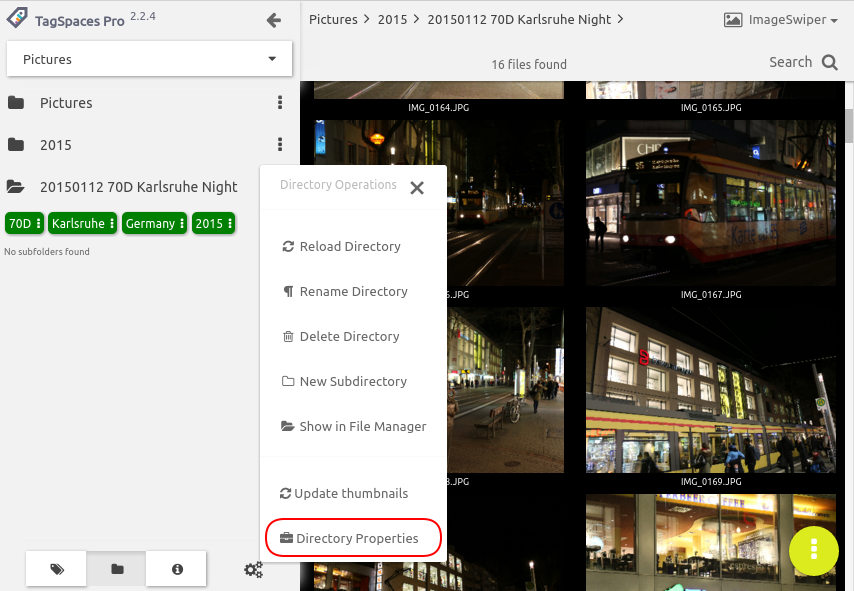 TagSpaces Pro 2.2.4
Pictures
Pictures
2015
20150112 70D Karlsruhe Night
70D
Karlsruhe
Germany
2015
No subfolders found
Directory Operations
Reload Directory
Rename Directory
Delete Directory
New Subdirectory
Show in File Manager
Update thumbnails
Directory Properties
Pictures > 2015 > 20150112 70D Karlsruhe Night >
ImageSwiper
16 files found
Search
IMG_0164.JPG
IMG_0165.JPG
.JPG
IMG_0167.JPG
.JPG
IMG_0169.JPG